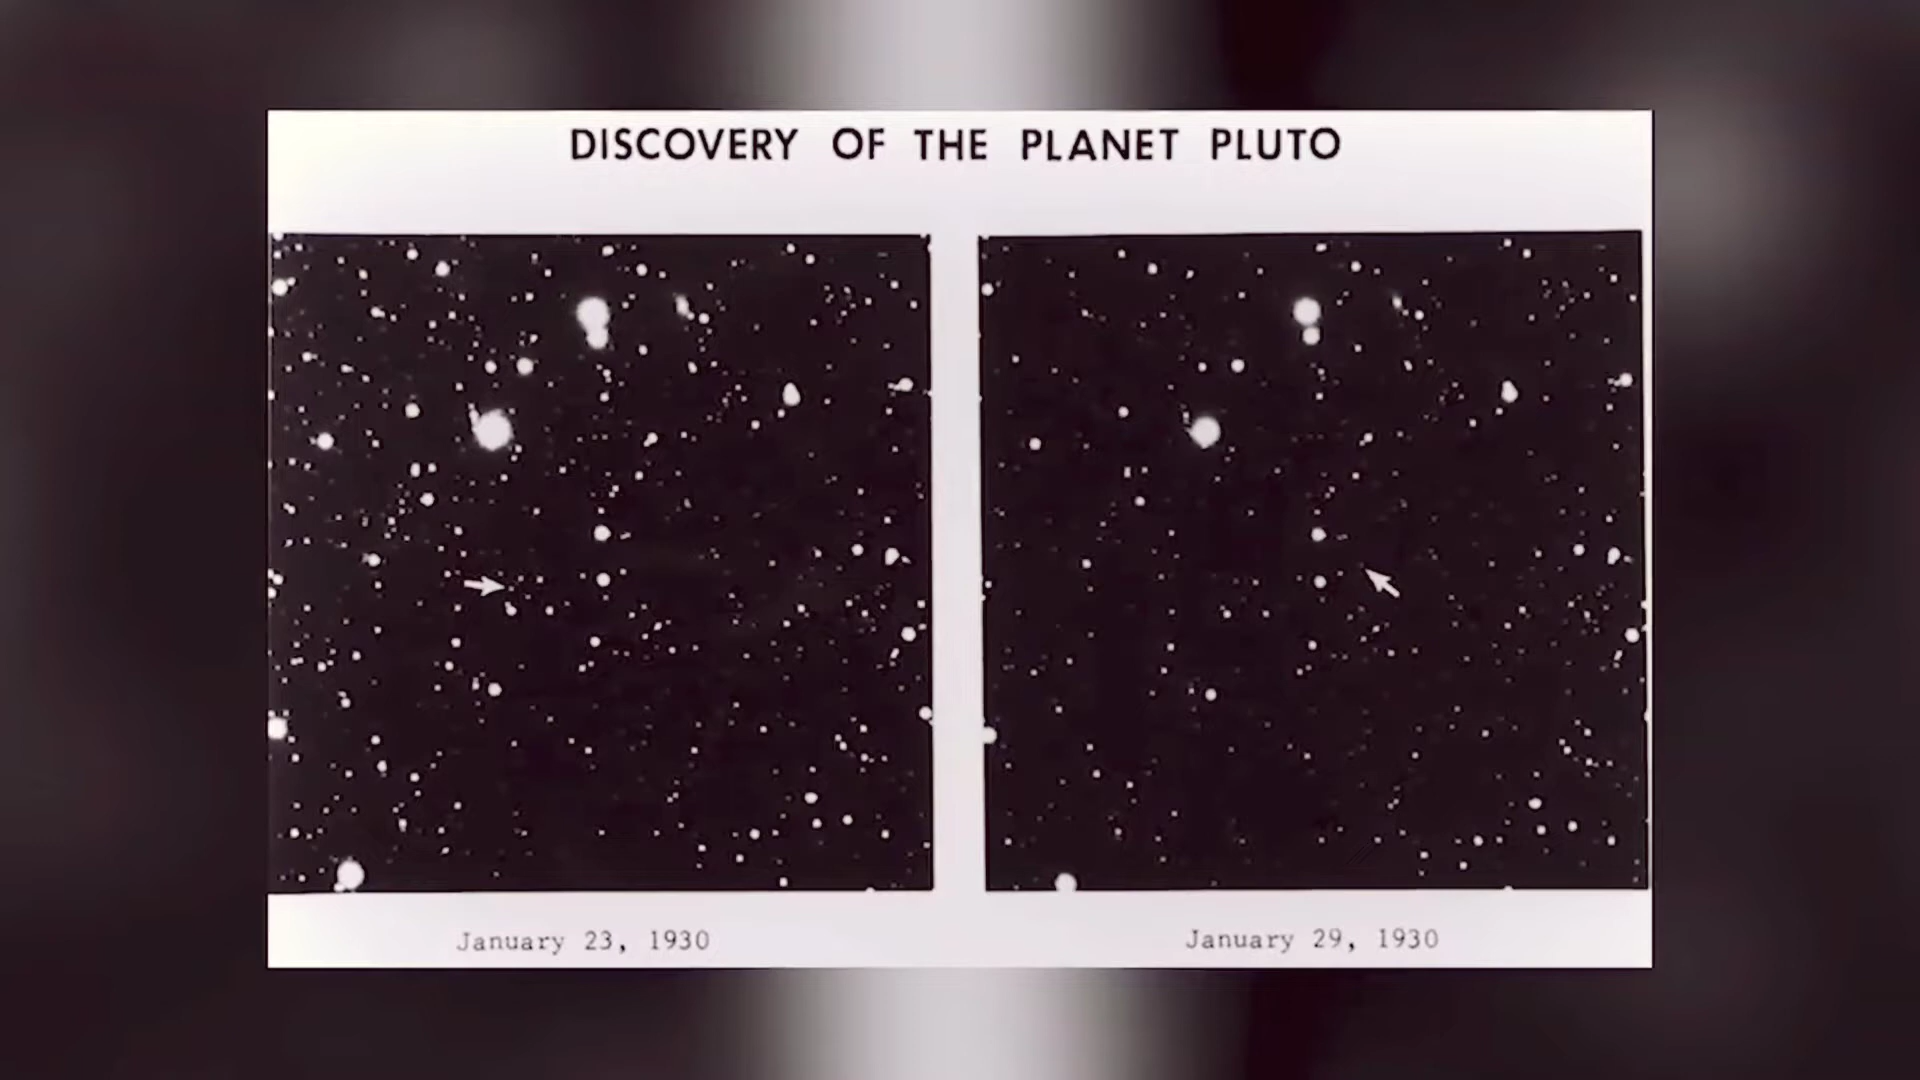 DISCOVERY OF THE PLANET PLUTO
January 23, 1930
January 29, 1930